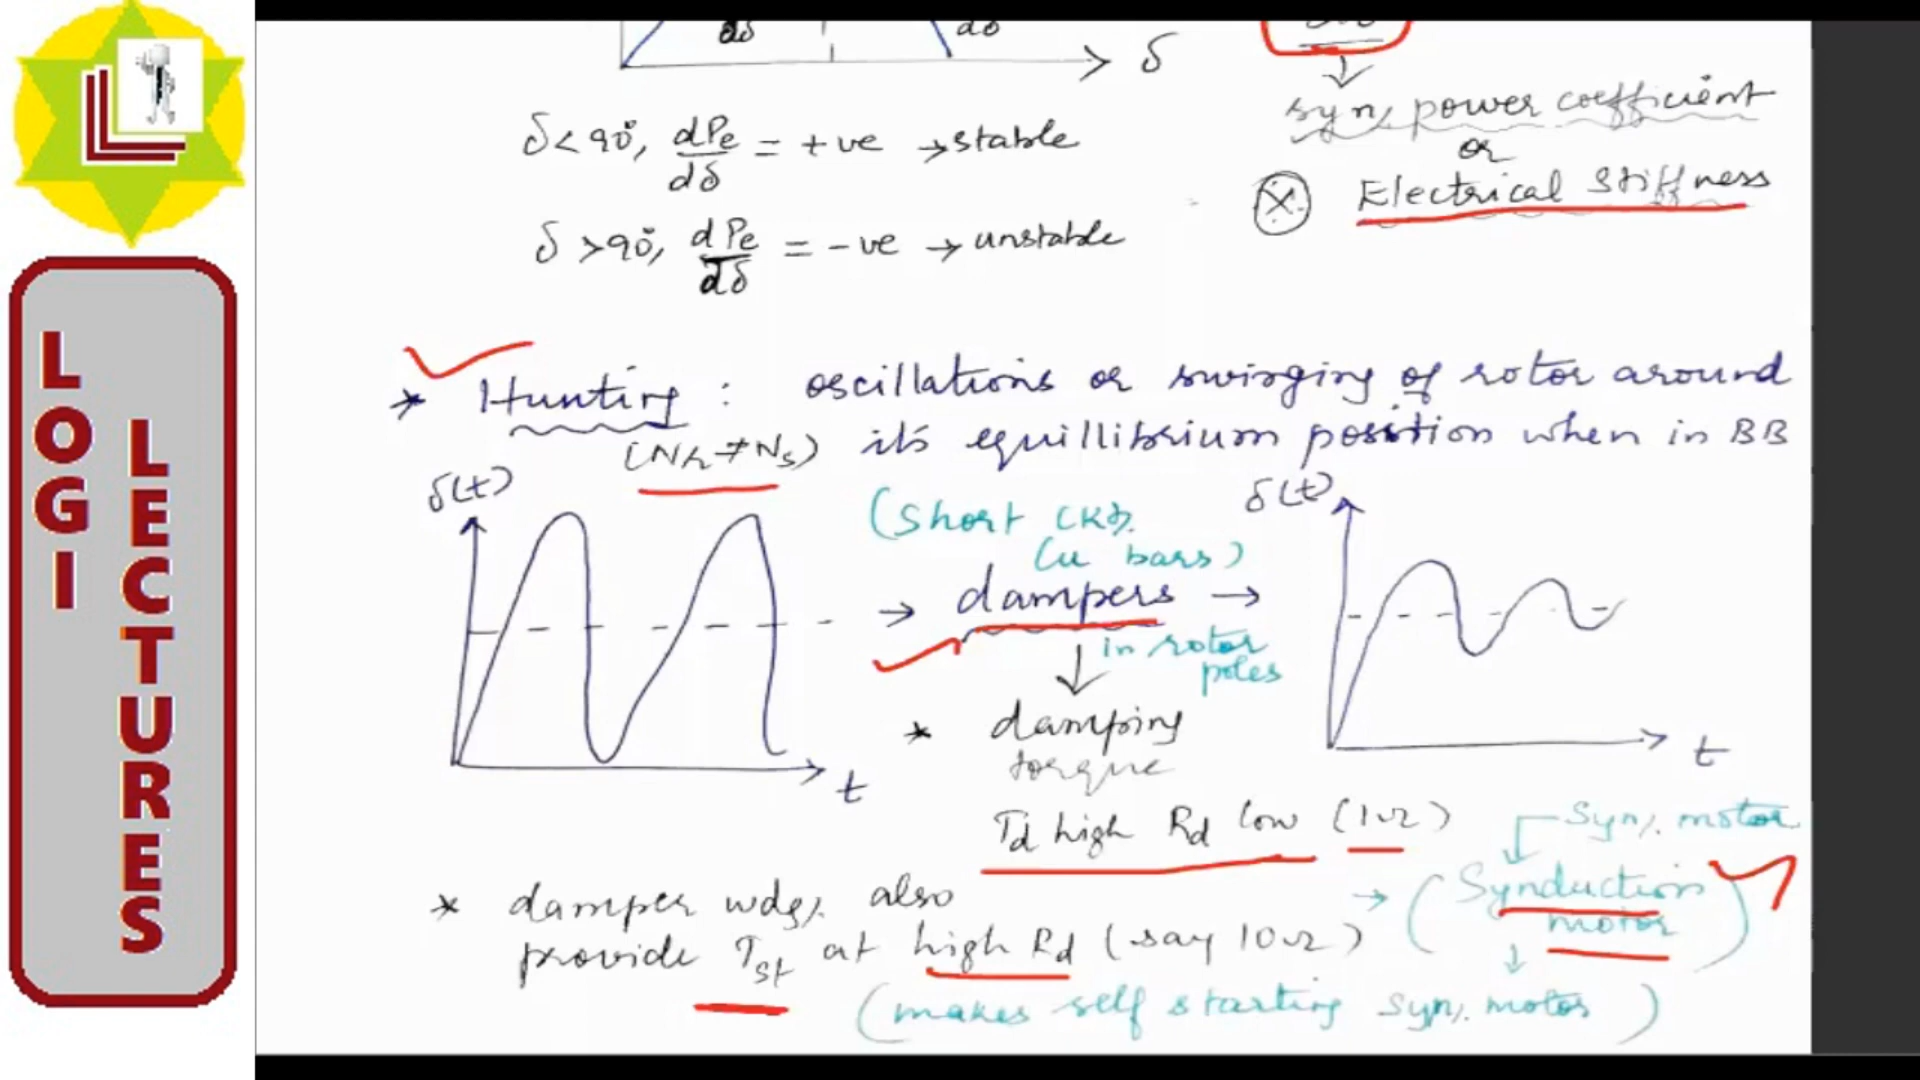 LOGI
LECTURES
dδ
dδ
δ
syn. power coefficient
or
Electrical stiffness
δ<90°, dPe/dδ = +ve → stable
δ>90°, dPe/dδ = -ve → unstable
* Hunting : oscillations or swinging of rotor around
(Nr≠Ns) its equillibrium position when in BB
δ(t)
t
(short ckd.
Cu bars)
→ dampers →
in rotor
poles
δ(t)
t
* damping
torque
Td high Rd low (1Ω)
* damper wdg. also
provide Tst at high Rd (say 10Ω)
Syn. motor
→ (Synduction
motor)
(makes self starting syn. motor)